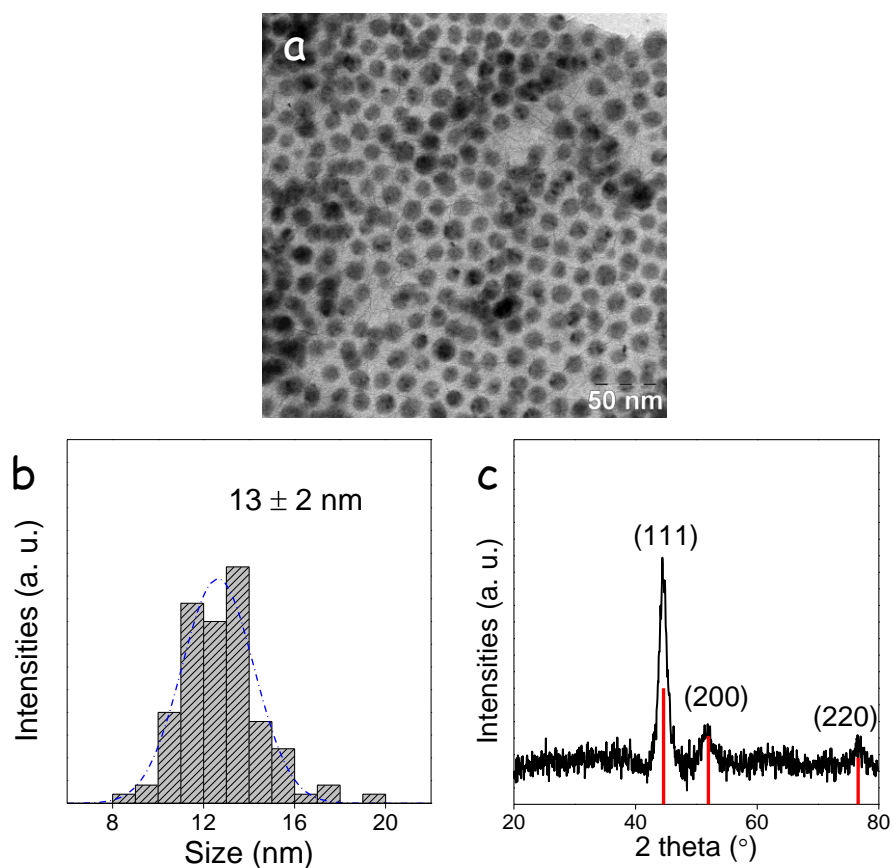 a
50 nm
b
13 ± 2 nm
Intensities (a. u.)
8
12
16
20
Size (nm)
c
(111)
(200)
(220)
Intensities (a. u.)
20
40
60
80
2 theta (°)